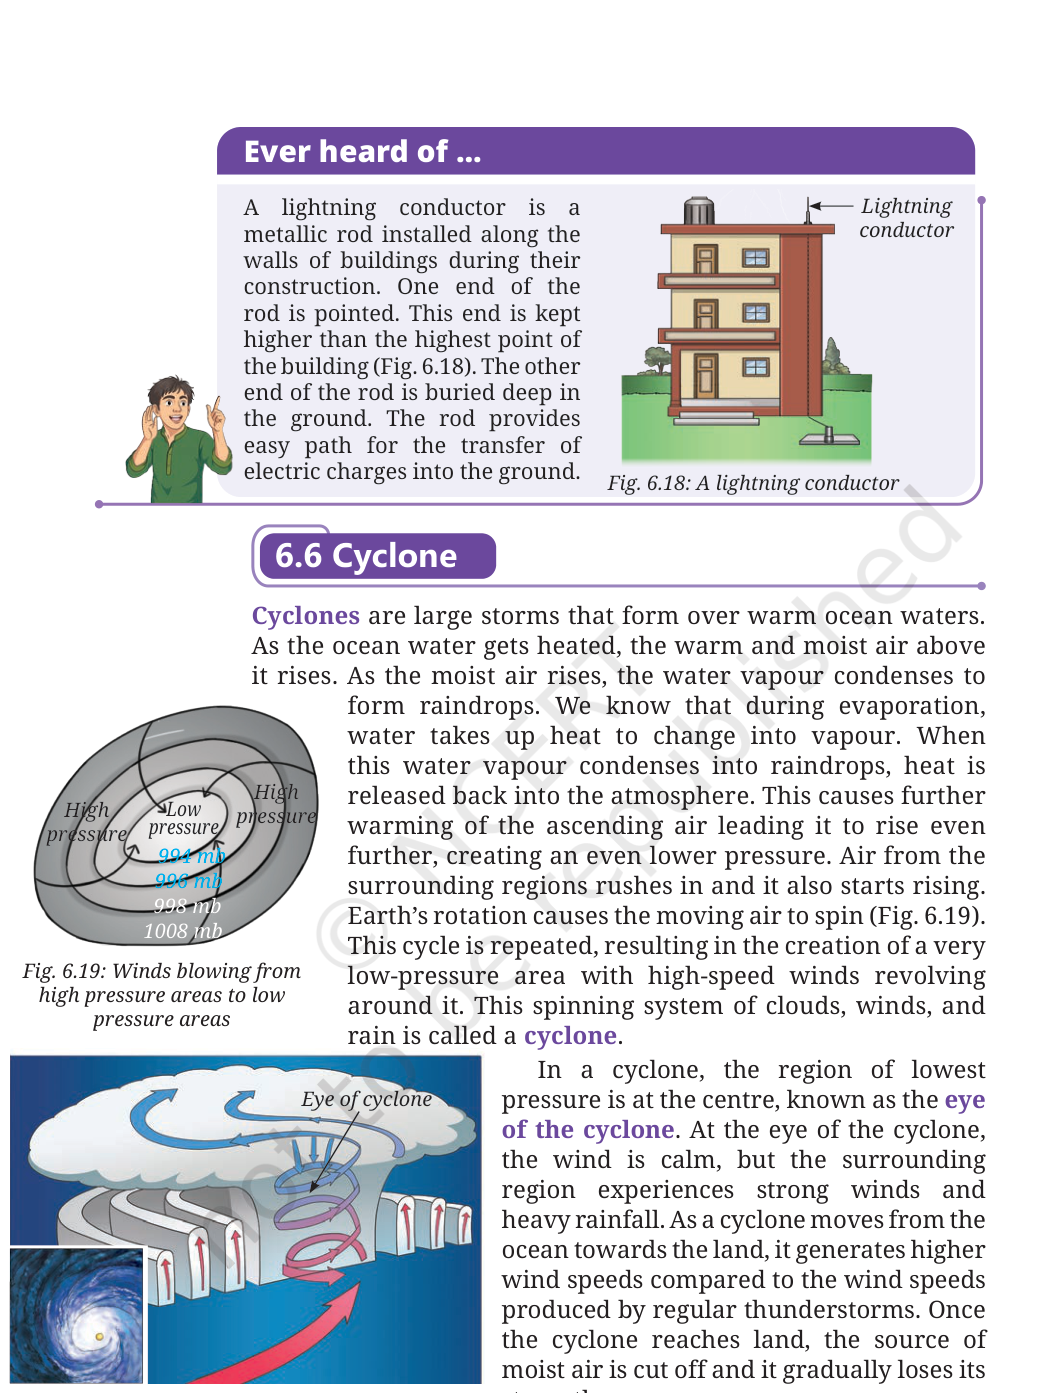 Ever heard of ...
A lightning conductor is a
metallic rod installed along the
walls of buildings during their
construction. One end of the
rod is pointed. This end is kept
higher than the highest point of
the building (Fig. 6.18). The other
end of the rod is buried deep in
the ground. The rod provides
easy path for the transfer of
electric charges into the ground.
Lightning
conductor
Fig. 6.18: A lightning conductor
6.6 Cyclone
Cyclones are large storms that form over warm ocean waters.
As the ocean water gets heated, the warm and moist air above
it rises. As the moist air rises, the water vapour condenses to
form raindrops. We know that during evaporation,
water takes up heat to change into vapour. When
this water vapour condenses into raindrops, heat is
released back into the atmosphere. This causes further
warming of the ascending air leading it to rise even
further, creating an even lower pressure. Air from the
surrounding regions rushes in and it also starts rising.
Earth’s rotation causes the moving air to spin (Fig. 6.19).
This cycle is repeated, resulting in the creation of a very
low-pressure area with high-speed winds revolving
around it. This spinning system of clouds, winds, and
rain is called a cyclone.
High
pressure
Low
pressure
High
pressure
994 mb
996 mb
998 mb
1008 mb
Fig. 6.19: Winds blowing from
high pressure areas to low
pressure areas
Eye of cyclone
In a cyclone, the region of lowest
pressure is at the centre, known as the eye
of the cyclone. At the eye of the cyclone,
the wind is calm, but the surrounding
region experiences strong winds and
heavy rainfall. As a cyclone moves from the
ocean towards the land, it generates higher
wind speeds compared to the wind speeds
produced by regular thunderstorms. Once
the cyclone reaches land, the source of
moist air is cut off and it gradually loses its
© NCERT
not to be republished